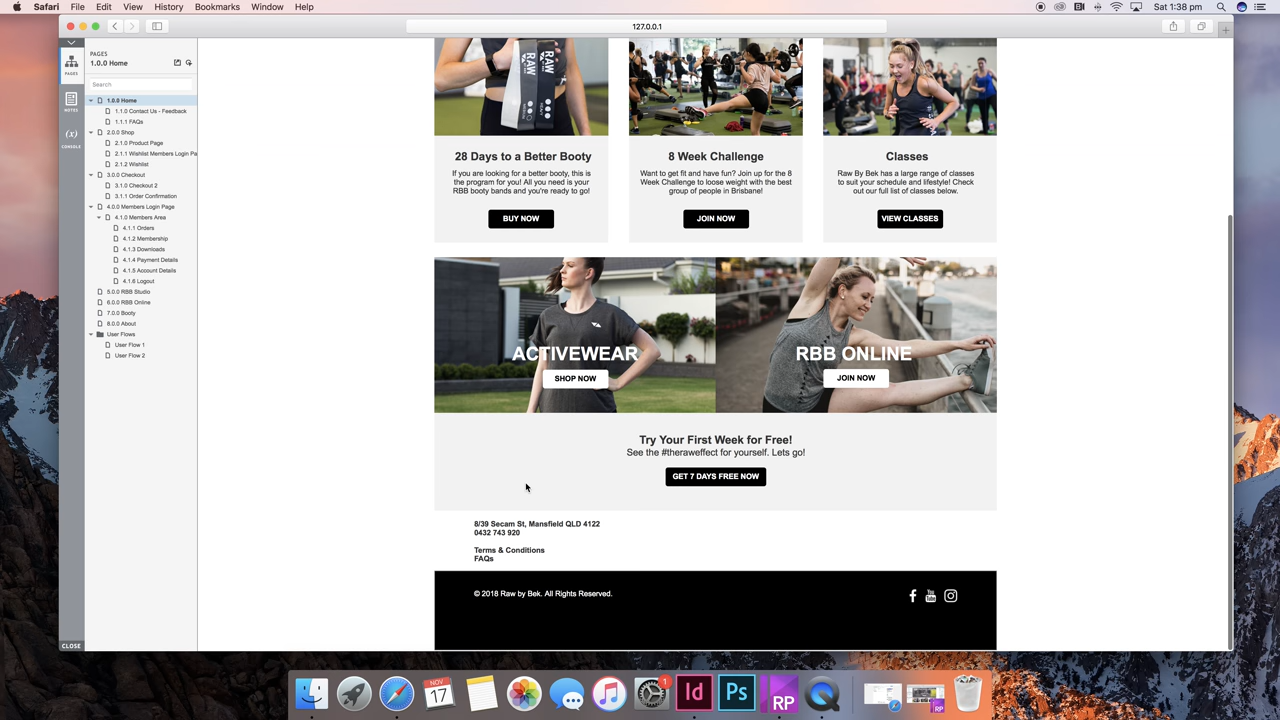 Safari File Edit View History Bookmarks Window Help
Sat 1:38 pm
127.0.0.1
PAGES
1.0.0 Home
PAGES
Search
NOTES
(x)
CONSOLE
1.0.0 Home
1.1.0 Contact Us - Feedback
1.1.1 FAQs
2.0.0 Shop
2.1.0 Product Page
2.1.1 Wishlist Members Login Pa
2.1.2 Wishlist
3.0.0 Checkout
3.1.0 Checkout 2
3.1.1 Order Confirmation
4.0.0 Members Login Page
4.1.0 Members Area
4.1.1 Orders
4.1.2 Membership
4.1.3 Downloads
4.1.4 Payment Details
4.1.5 Account Details
4.1.6 Logout
5.0.0 RBB Studio
6.0.0 RBB Online
7.0.0 Booty
8.0.0 About
User Flows
User Flow 1
User Flow 2
CLOSE
RAW RAW
28 Days to a Better Booty
If you are looking for a better booty, this is
the program for you! All you need is your
RBB booty bands and you're ready to go!
BUY NOW
8 Week Challenge
Want to get fit and have fun? Join up for the 8
Week Challenge to loose weight with the best
group of people in Brisbane!
JOIN NOW
Classes
Raw By Bek has a large range of classes
to suit your schedule and lifestyle! Check
out our full list of classes below.
VIEW CLASSES
ACTIVEWEAR
SHOP NOW
RBB ONLINE
JOIN NOW
Try Your First Week for Free!
See the #theraweffect for yourself. Lets go!
GET 7 DAYS FREE NOW
8/39 Secam St, Mansfield QLD 4122
0432 743 920
Terms & Conditions
FAQs
© 2018 Raw by Bek. All Rights Reserved.
You Tube
NOV
17
1
Id
Ps
RP
RP